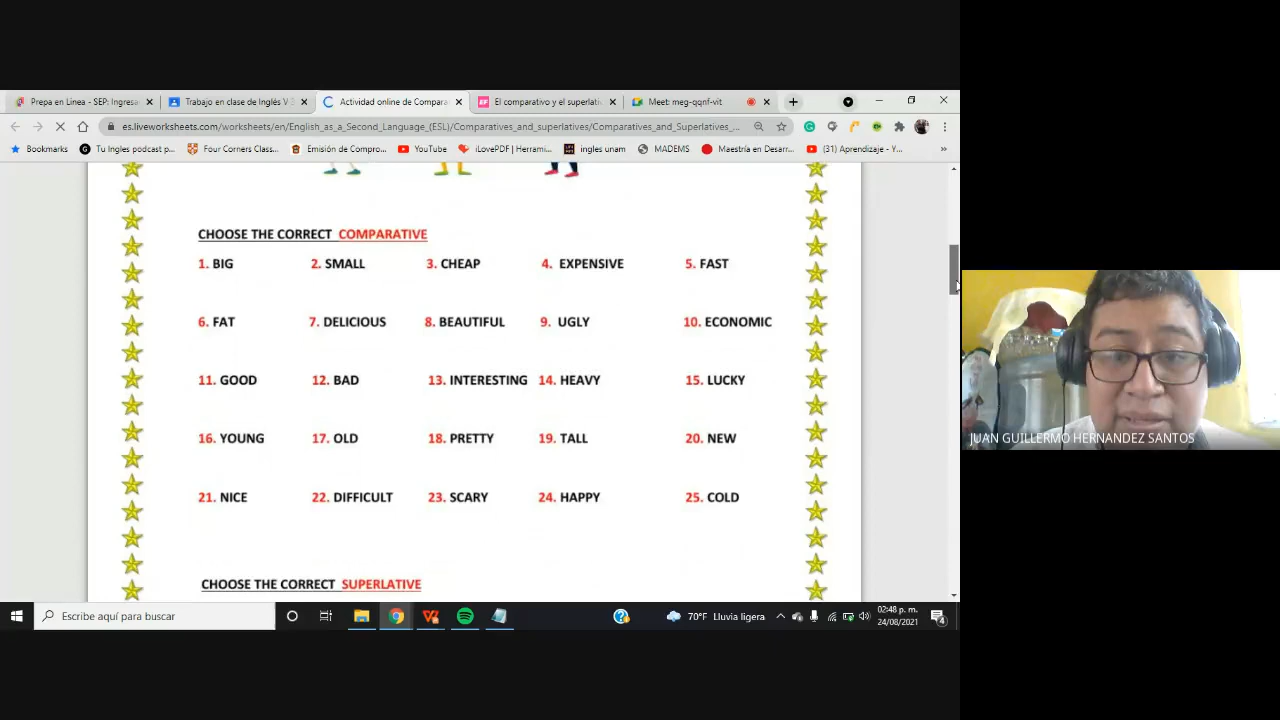 Prepa en Línea - SEP: Ingresa
Trabajo en clase de Inglés V-
Actividad online de Compara
El comparativo y el superlati
Meet: meg-qqnf-vit
es.liveworksheets.com/worksheets/en/English_as_a_Second_Language_(ESL)/Comparatives_and_superlatives/Comparatives_and_Superlatives_...
Bookmarks
Tu Ingles podcast p...
Four Corners Class...
Emisión de Compro...
YouTube
iLovePDF | Herrami...
ingles unam
MADEMS
Maestría en Desarr...
(31) Aprendizaje - Y...
CHOOSE THE CORRECT COMPARATIVE
1. BIG 2. SMALL 3. CHEAP 4. EXPENSIVE 5. FAST
6. FAT 7. DELICIOUS 8. BEAUTIFUL 9. UGLY 10. ECONOMIC
11. GOOD 12. BAD 13. INTERESTING 14. HEAVY 15. LUCKY
16. YOUNG 17. OLD 18. PRETTY 19. TALL 20. NEW
21. NICE 22. DIFFICULT 23. SCARY 24. HAPPY 25. COLD
CHOOSE THE CORRECT SUPERLATIVE
JUAN GUILLERMO HERNANDEZ SANTOS
Escribe aquí para buscar
70°F Lluvia ligera
02:48 p. m.
24/08/2021
4